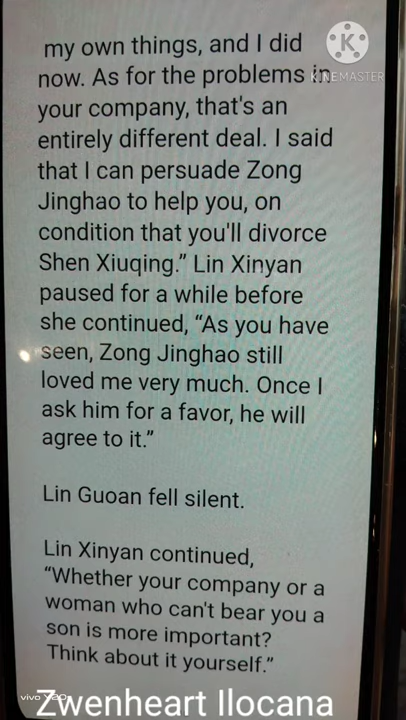 my own things, and I did
now. As for the problems in
your company, that's an
entirely different deal. I said
that I can persuade Zong
Jinghao to help you, on
condition that you'll divorce
Shen Xiuqing.” Lin Xinyan
paused for a while before
she continued, “As you have
seen, Zong Jinghao still
loved me very much. Once I
ask him for a favor, he will
agree to it.”
Lin Guoan fell silent.
Lin Xinyan continued,
“Whether your company or a
woman who can't bear you a
son is more important?
Think about it yourself.”
K
KINEMASTER
vivo Y20
Zwenheart Ilocana